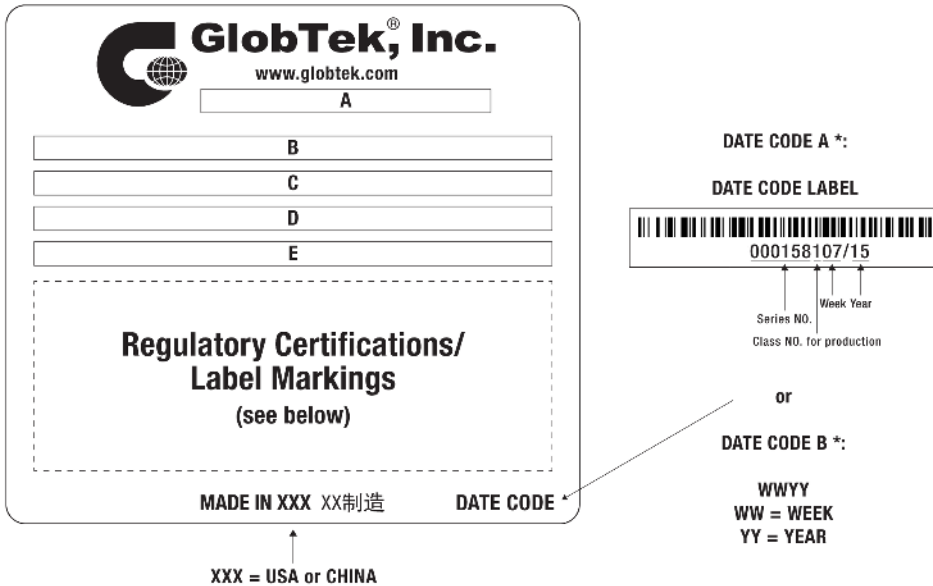 GlobTek®, Inc.
www.globtek.com
A
B
C
D
E
Regulatory Certifications/
Label Markings
(see below)
MADE IN XXX XX制造 DATE CODE
XXX = USA or CHINA
DATE CODE A *:
DATE CODE LABEL
000158107/15
Week Year
Series NO.
Class NO. for production
or
DATE CODE B *:
WWYY
WW = WEEK
YY = YEAR